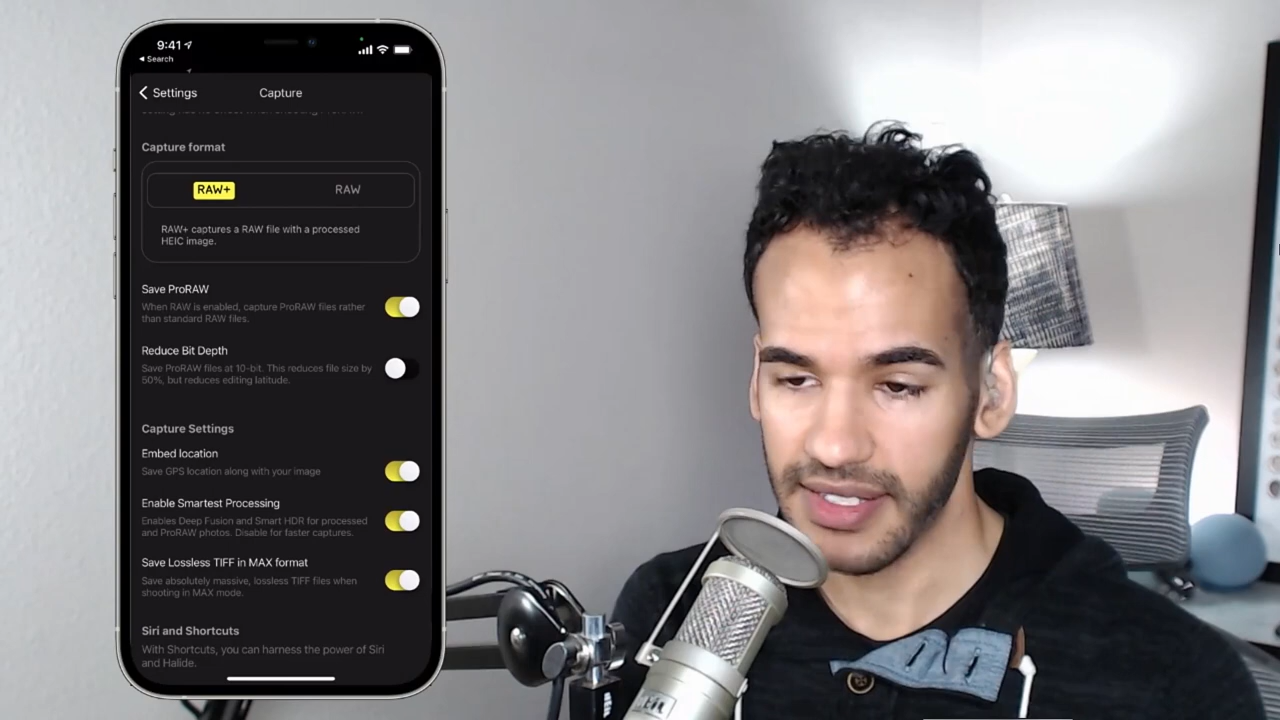 9:41
Search
Settings
Capture
Capture format
RAW+
RAW
RAW+ captures a RAW file with a processed
HEIC image.
Save ProRAW
When RAW is enabled, capture ProRAW files rather
than standard RAW files.
Reduce Bit Depth
Save ProRAW files at 10-bit. This reduces file size by
50%, but reduces editing latitude.
Capture Settings
Embed location
Save GPS location along with your image
Enable Smartest Processing
Enables Deep Fusion and Smart HDR for processed
and ProRAW photos. Disable for faster captures.
Save Lossless TIFF in MAX format
Save absolutely massive, lossless TIFF files when
shooting in MAX mode.
Siri and Shortcuts
With Shortcuts, you can harness the power of Siri
and Halide.